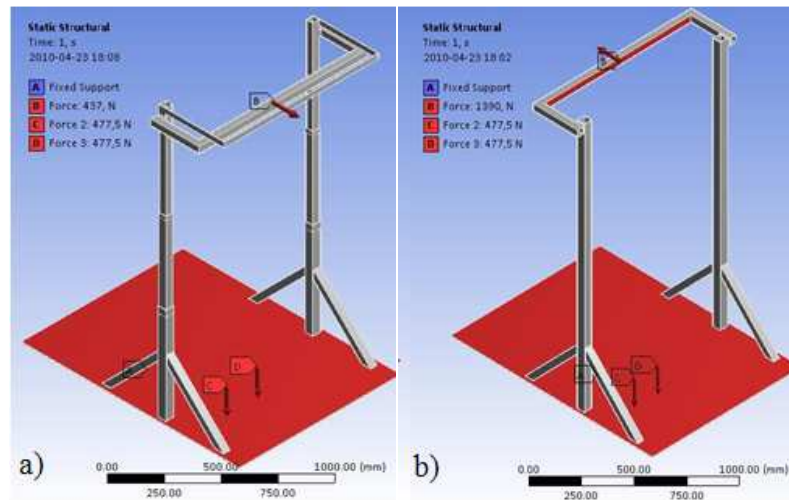 Static Structural
Time: 1, s
2010-04-23 18:08
A Fixed Support
B Force: 437, N
C Force 2: 477,5 N
D Force 3: 477,5 N
B
A
C
D
a)
0.00 500.00 1000.00 (mm)
250.00 750.00
Static Structural
Time: 1, s
2010-04-23 18:02
A Fixed Support
B Force: 1390, N
C Force 2: 477,5 N
D Force 3: 477,5 N
B
A
C
D
b)
0.00 500.00 1000.00 (mm)
250.00 750.00